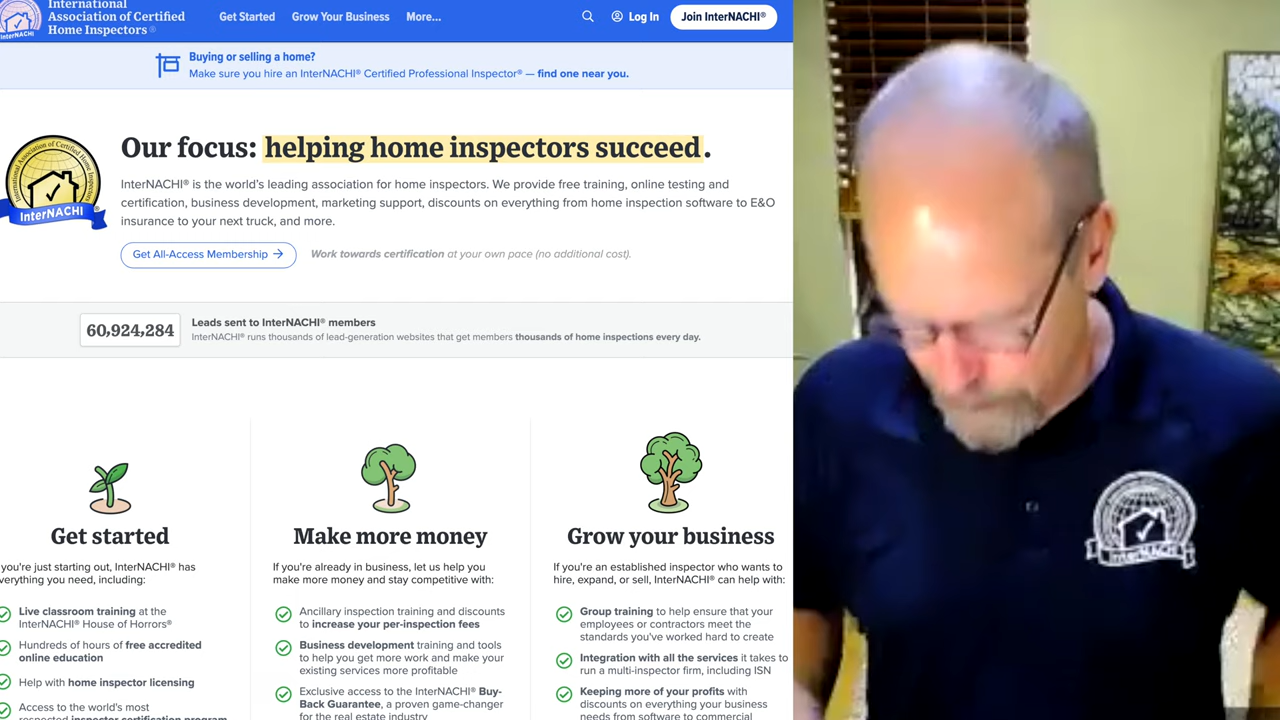 International
Association of Certified
Home Inspectors®
Get Started
Grow Your Business
More...
Log In
Join InterNACHI®
InterNACHI
Buying or selling a home?
Make sure you hire an InterNACHI® Certified Professional Inspector® — find one near you.
International Association of Certified Home Inspectors
InterNACHI®
Our focus: helping home inspectors succeed.
InterNACHI® is the world's leading association for home inspectors. We provide free training, online testing and
certification, business development, marketing support, discounts on everything from home inspection software to E&O
insurance to your next truck, and more.
Get All-Access Membership →
Work towards certification at your own pace (no additional cost).
60,924,284
Leads sent to InterNACHI® members
InterNACHI® runs thousands of lead-generation websites that get members thousands of home inspections every day.
Get started
you're just starting out, InterNACHI® has
verything you need, including:
Live classroom training at the
InterNACHI® House of Horrors®
Hundreds of hours of free accredited
online education
Help with home inspector licensing
Access to the world's most
respected inspector certification program
Make more money
If you're already in business, let us help you
make more money and stay competitive with:
Ancillary inspection training and discounts
to increase your per-inspection fees
Business development training and tools
to help you get more work and make your
existing services more profitable
Exclusive access to the InterNACHI® Buy-
Back Guarantee, a proven game-changer
for the real estate industry
Grow your business
If you're an established inspector who wants to
hire, expand, or sell, InterNACHI® can help with:
Group training to help ensure that your
employees or contractors meet the
standards you've worked hard to create
Integration with all the services it takes to
run a multi-inspector firm, including ISN
Keeping more of your profits with
discounts on everything your business
needs from software to commercial
InterNACHI